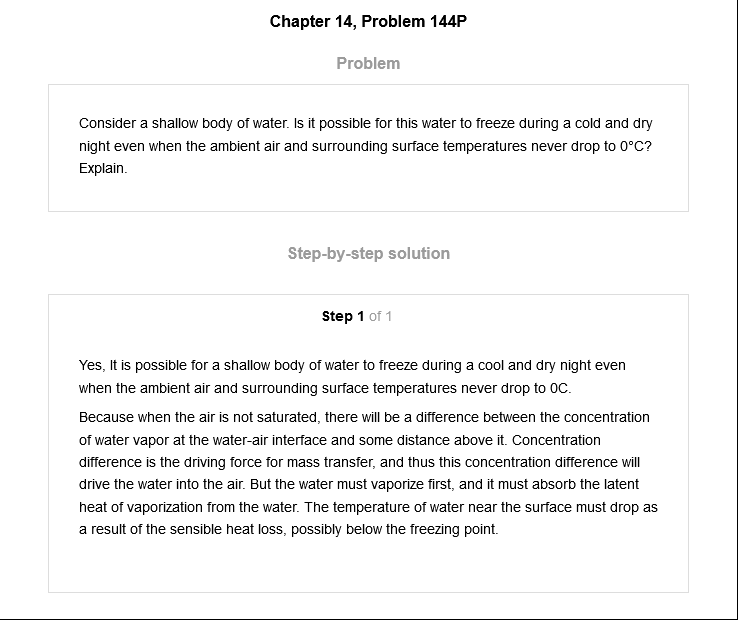 Chapter 14, Problem 144P
Problem
Consider a shallow body of water. Is it possible for this water to freeze during a cold and dry
night even when the ambient air and surrounding surface temperatures never drop to 0°C?
Explain.
Step-by-step solution
Step 1 of 1
Yes, It is possible for a shallow body of water to freeze during a cool and dry night even
when the ambient air and surrounding surface temperatures never drop to 0C.
Because when the air is not saturated, there will be a difference between the concentration
of water vapor at the water-air interface and some distance above it. Concentration
difference is the driving force for mass transfer, and thus this concentration difference will
drive the water into the air. But the water must vaporize first, and it must absorb the latent
heat of vaporization from the water. The temperature of water near the surface must drop as
a result of the sensible heat loss, possibly below the freezing point.